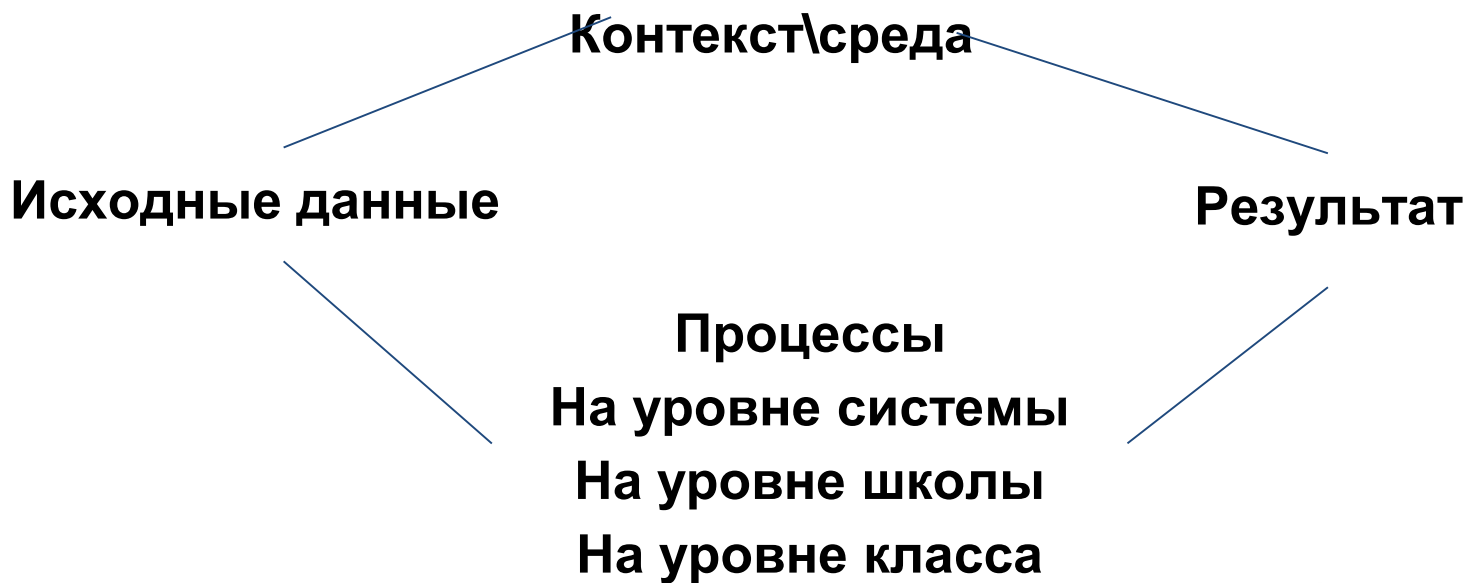 Контекст\среда
Исходные данные
Результат
Процессы
На уровне системы
На уровне школы
На уровне класса